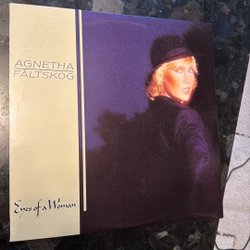 AGNETHA
FÄLTSKOG
Eyes of a Woman